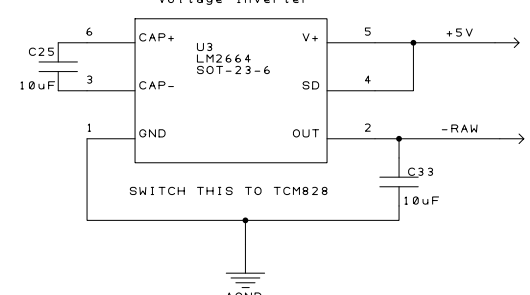 Voltage Inverter
6 CAP+ U3 V+ 5 +5V
C25 LM2664
SOT-23-6
10uF 3 CAP- SD 4
1 GND OUT 2 -RAW
C33
SWITCH THIS TO TCM828
10uF
AGND